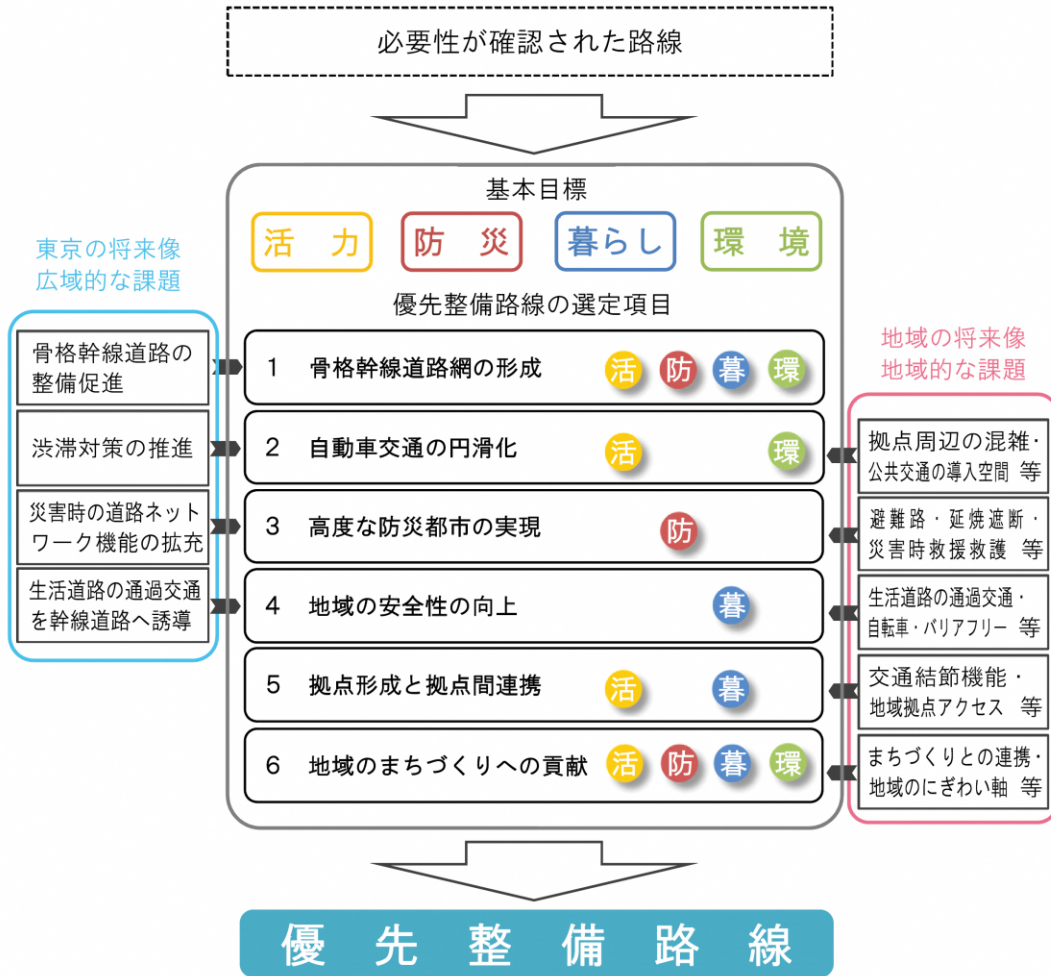 必要性が確認された路線
基本目標
活 力
防 災
暮らし
環 境
優先整備路線の選定項目
東京の将来像
広域的な課題
骨格幹線道路の
整備促進
渋滞対策の推進
災害時の道路ネット
ワーク機能の拡充
生活道路の通過交通
を幹線道路へ誘導
1 骨格幹線道路網の形成 活 防 暮 環
2 自動車交通の円滑化 活 環
3 高度な防災都市の実現 防
4 地域の安全性の向上 暮
5 拠点形成と拠点間連携 活 暮
6 地域のまちづくりへの貢献 活 防 暮 環
地域の将来像
地域的な課題
拠点周辺の混雑・
公共交通の導入空間 等
避難路・延焼遮断・
災害時救援救護 等
生活道路の通過交通・
自転車・バリアフリー 等
交通結節機能・
地域拠点アクセス 等
まちづくりとの連携・
地域のにぎわい軸 等
優先整備路線